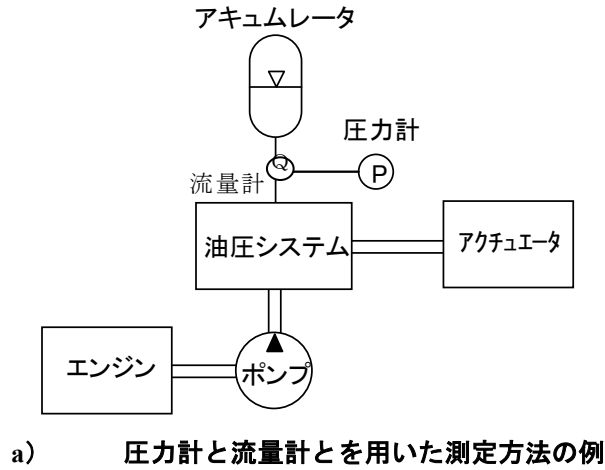 アキュムレータ
圧力計
Q
P
流量計
油圧システム
アクチュエータ
エンジン
ポンプ
a） 圧力計と流量計とを用いた測定方法の例